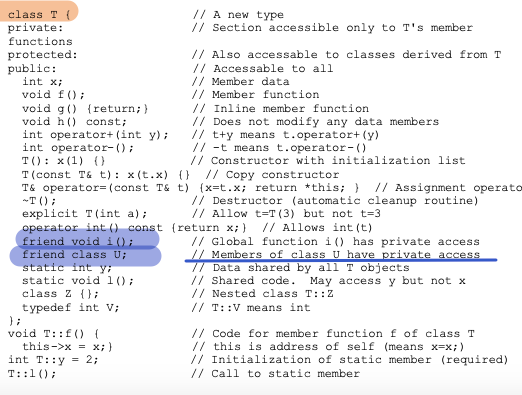 class T {                  // A new type
private:                   // Section accessible only to T's member
functions
protected:                 // Also accessable to classes derived from T
public:                    // Accessable to all
  int x;                   // Member data
  void f();                // Member function
  void g() {return;}       // Inline member function
  void h() const;          // Does not modify any data members
  int operator+(int y);    // t+y means t.operator+(y)
  int operator-();         // -t means t.operator-()
  T(): x(1) {}             // Constructor with initialization list
  T(const T& t): x(t.x) {}  // Copy constructor
  T& operator=(const T& t) {x=t.x; return *this; }  // Assignment operato
  ~T();                    // Destructor (automatic cleanup routine)
  explicit T(int a);       // Allow t=T(3) but not t=3
  operator int() const {return x;}  // Allows int(t)
  friend void i();         // Global function i() has private access
  friend class U;          // Members of class U have private access
  static int y;            // Data shared by all T objects
  static void l();         // Shared code.  May access y but not x
  class Z {};              // Nested class T::Z
  typedef int V;           // T::V means int
};
void T::f() {              // Code for member function f of class T
  this->x = x;}            // this is address of self (means x=x;)
int T::y = 2;              // Initialization of static member (required)
T::l();                    // Call to static member